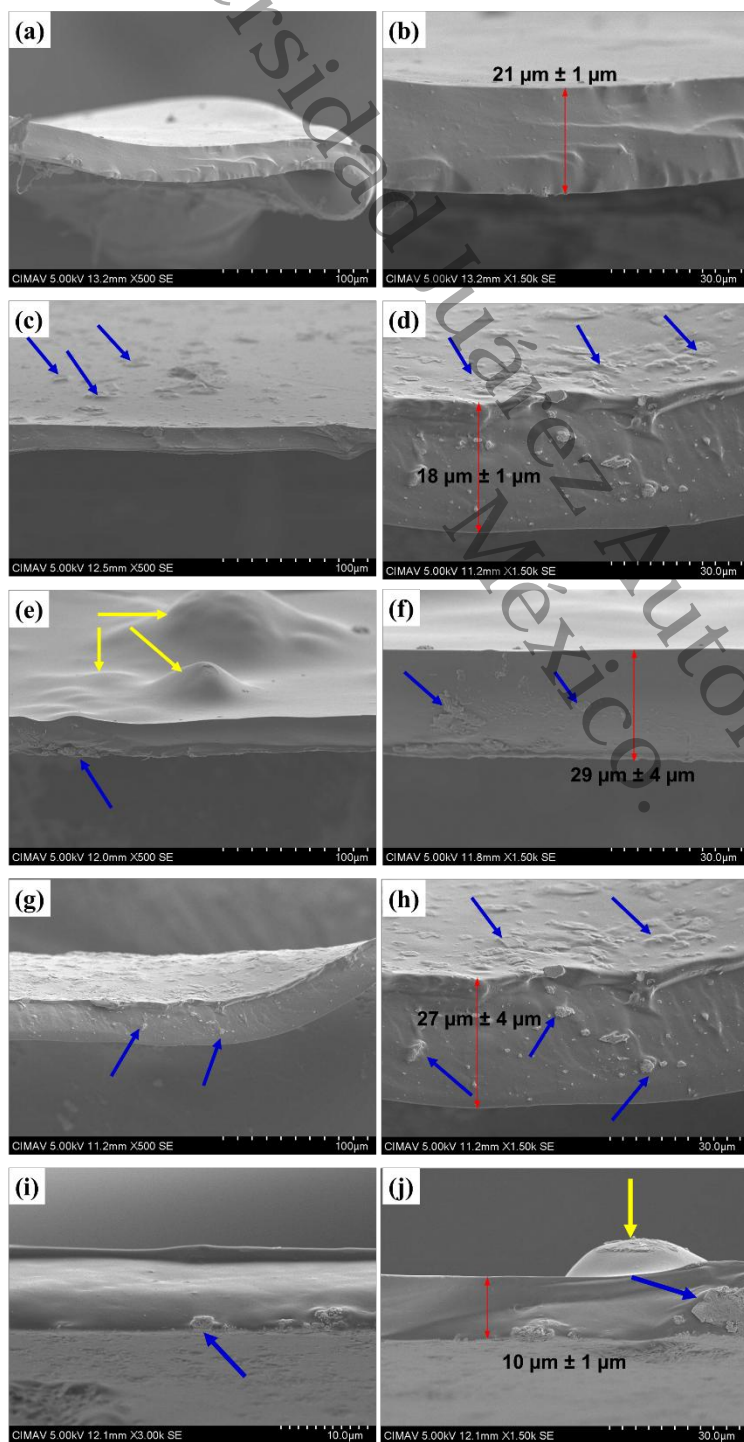 (a)
(b)
21 µm ± 1 µm
CIMAV 5.00kV 13.2mm X500 SE 100µm
CIMAV 5.00kV 13.2mm X1.50k SE 30.0µm
(c)
(d)
18 µm ± 1 µm
CIMAV 5.00kV 12.5mm X500 SE 100µm
CIMAV 5.00kV 11.2mm X1.50k SE 30.0µm
(e)
(f)
29 µm ± 4 µm
CIMAV 5.00kV 12.0mm X500 SE 100µm
CIMAV 5.00kV 11.8mm X1.50k SE 30.0µm
(g)
(h)
27 µm ± 4 µm
CIMAV 5.00kV 11.2mm X500 SE 100µm
CIMAV 5.00kV 11.2mm X1.50k SE 30.0µm
(i)
(j)
10 µm ± 1 µm
CIMAV 5.00kV 12.1mm X3.00k SE 10.0µm
CIMAV 5.00kV 12.1mm X1.50k SE 30.0µm
ersidad Juárez Autón
México.